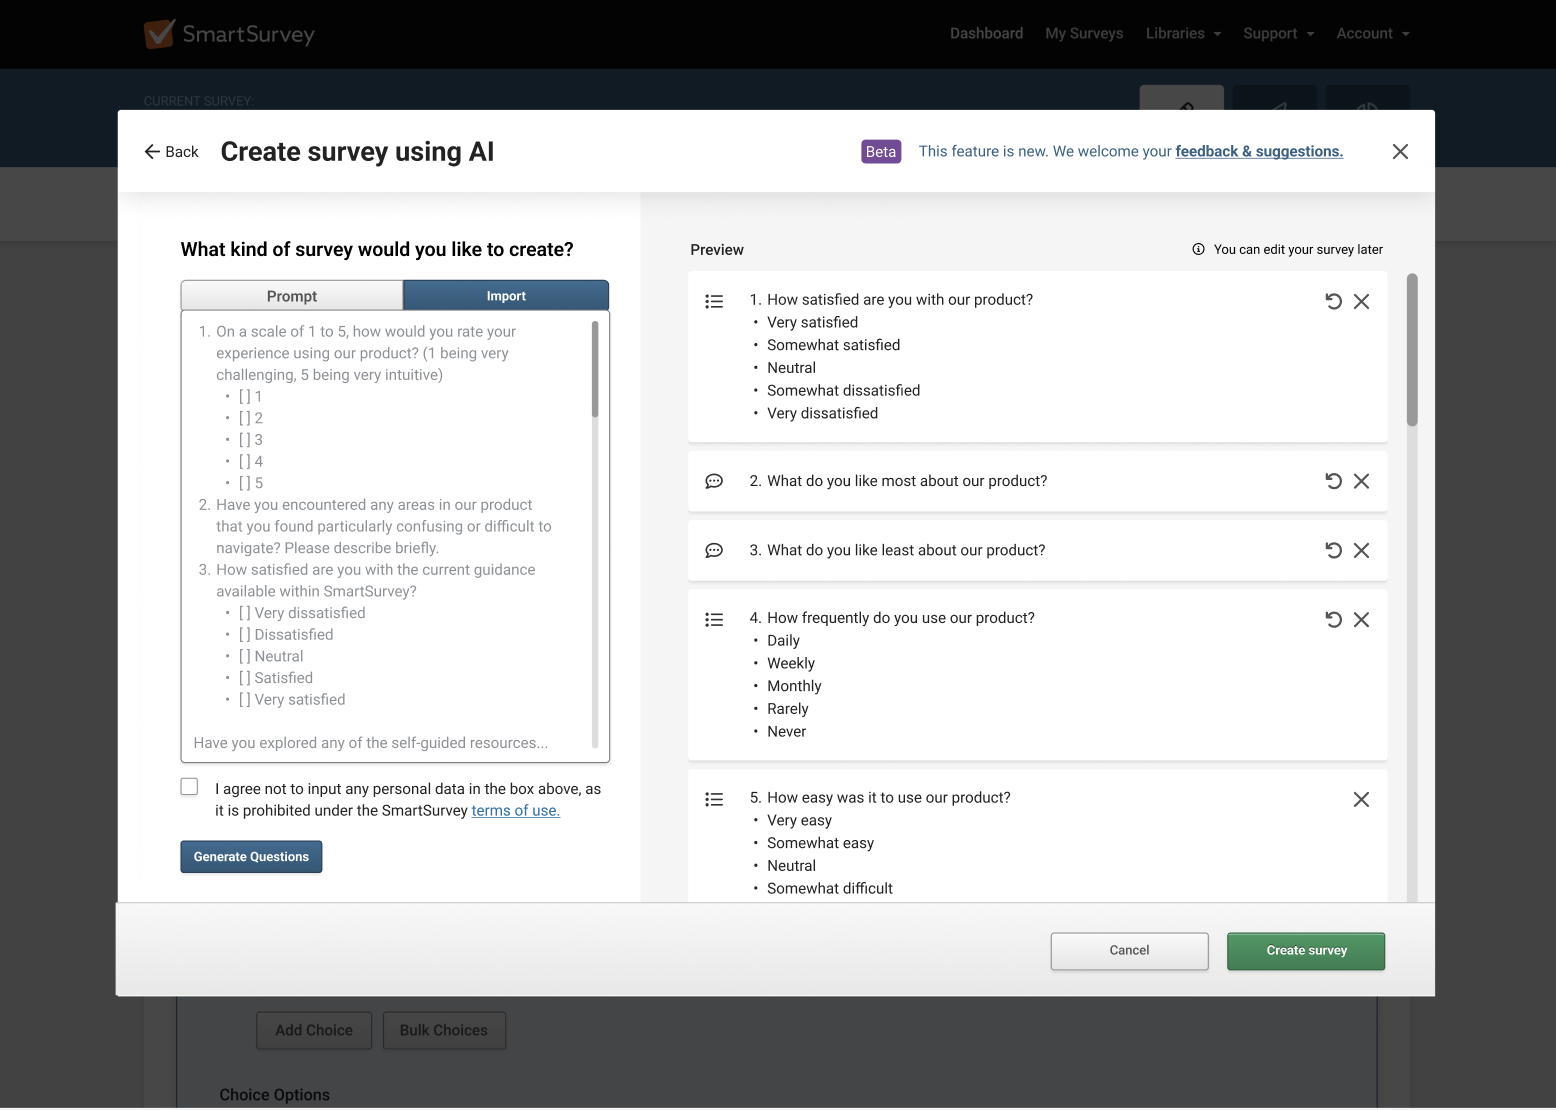 SmartSurvey
Dashboard
My Surveys
Libraries
Support
Account
CURRENT SURVEY:
Back
Create survey using AI
Beta
This feature is new. We welcome your feedback & suggestions.
What kind of survey would you like to create?
Prompt
Import
1. On a scale of 1 to 5, how would you rate your
experience using our product? (1 being very
challenging, 5 being very intuitive)
• [ ] 1
• [ ] 2
• [ ] 3
• [ ] 4
• [ ] 5
2. Have you encountered any areas in our product
that you found particularly confusing or difficult to
navigate? Please describe briefly.
3. How satisfied are you with the current guidance
available within SmartSurvey?
• [ ] Very dissatisfied
• [ ] Dissatisfied
• [ ] Neutral
• [ ] Satisfied
• [ ] Very satisfied
Have you explored any of the self-guided resources...
I agree not to input any personal data in the box above, as
it is prohibited under the SmartSurvey terms of use.
Generate Questions
Preview
You can edit your survey later
1. How satisfied are you with our product?
• Very satisfied
• Somewhat satisfied
• Neutral
• Somewhat dissatisfied
• Very dissatisfied
2. What do you like most about our product?
3. What do you like least about our product?
4. How frequently do you use our product?
• Daily
• Weekly
• Monthly
• Rarely
• Never
5. How easy was it to use our product?
• Very easy
• Somewhat easy
• Neutral
• Somewhat difficult
Cancel
Create survey
Add Choice
Bulk Choices
Choice Options